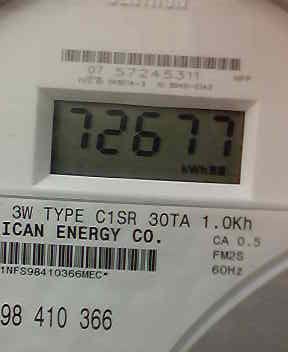 07 57245311
72677
kWh
3W TYPE C1SR 30TA 1.0Kh
ICAN ENERGY CO.
CA 0.5
FM2S
60Hz
1NFS98410366MEC*
98 410 366